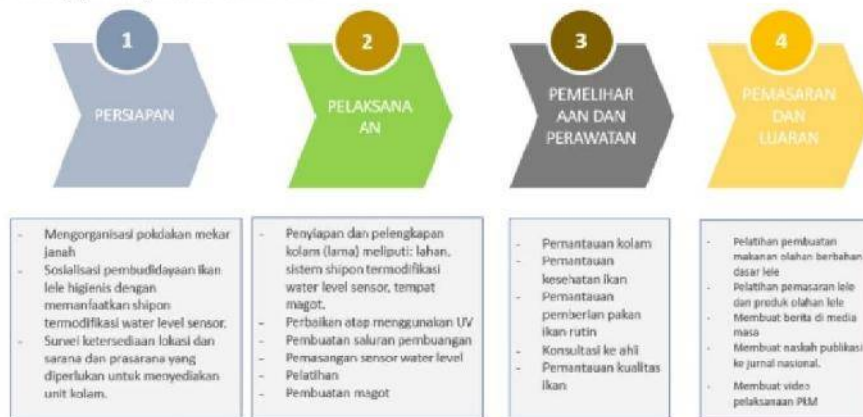 1
PERSIAPAN
2
PELAKSANA
AN
3
PEMELIHAR
AAN DAN
PERAWATAN
4
PEMASARAN
DAN
LUARAN
- Mengorganisasi pokdakan mekar
janah
- Sosialisasi pembudidayaan ikan
lele higienis dengan
memanfaatkan shipon
termodifikasi water level sensor.
- Survei ketersediaan lokasi dan
sarana dan prasarana yang
diperlukan untuk menyediakan
unit kolam.
- Penyiapan dan pelengkapan
kolam (lama) meliputi: lahan,
sistem shipon termodifikasi
water level sensor, tempat
magot.
- Perbaikan atap menggunakan UV
- Pembuatan saluran pembuangan
- Pemasangan sensor water level
- Pelatihan
- Pembuatan magot
- Pemantauan kolam
- Pemantauan
kesehatan ikan
- Pemantauan
pemberian pakan
ikan rutin
- Konsultasi ke ahli
- Pemantauan kualitas
ikan
- Pelatihan pembuatan
makanan olahan berbahan
dasar lele
- Pelatihan pemasaran lele
dan produk olahan lele
- Membuat berita di media
masa
- Membuat naskah publikasi
ke jurnal nasional.
- Membuat video
pelaksanaan PkM